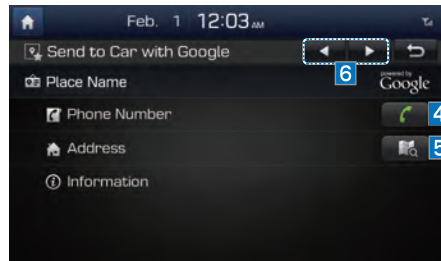 Feb. 1 12:03 AM
Send to Car with Google
6
Place Name
powered by
Google
Phone Number
4
Address
5
Information